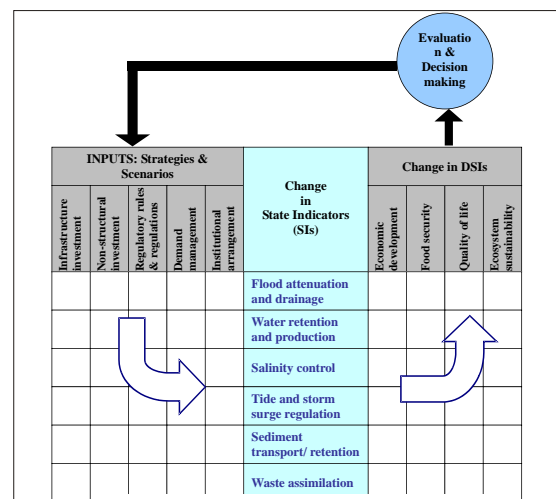 Evaluatio
n &
Decision
making
INPUTS: Strategies &
Scenarios
Change
in
State Indicators
(SIs)
Change in DSIs
Infrastructure
investment
Non-structural
investment
Regulatory rules
& regulations
Demand
management
Institutional
arrangement
Economic
development
Food security
Quality of life
Ecosystem
sustainability
Flood attenuation
and drainage
Water retention
and production
Salinity control
Tide and storm
surge regulation
Sediment
transport/ retention
Waste assimilation